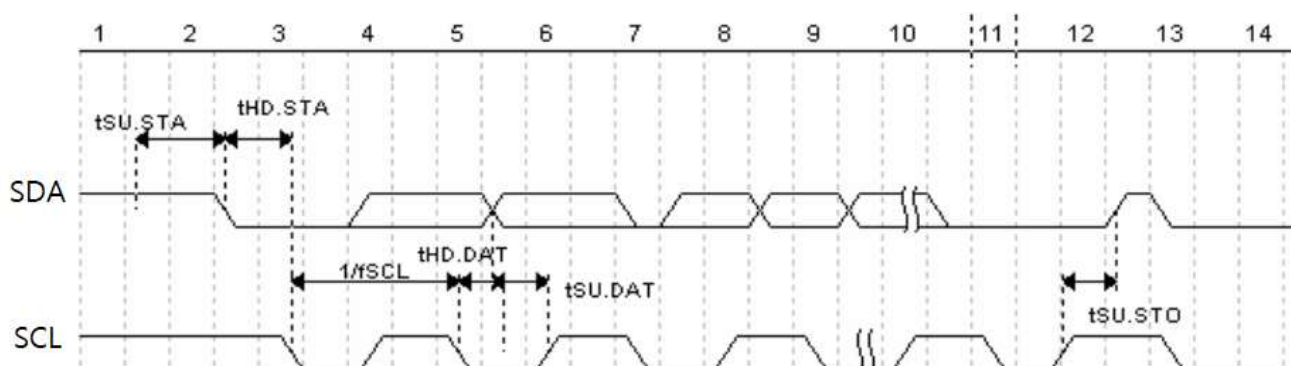 1 2 3 4 5 6 7 8 9 10 11 12 13 14
tHD.STA
tSU.STA
SDA
tHD.DAT
1/fSCL
tSU.DAT
tSU.STO
SCL